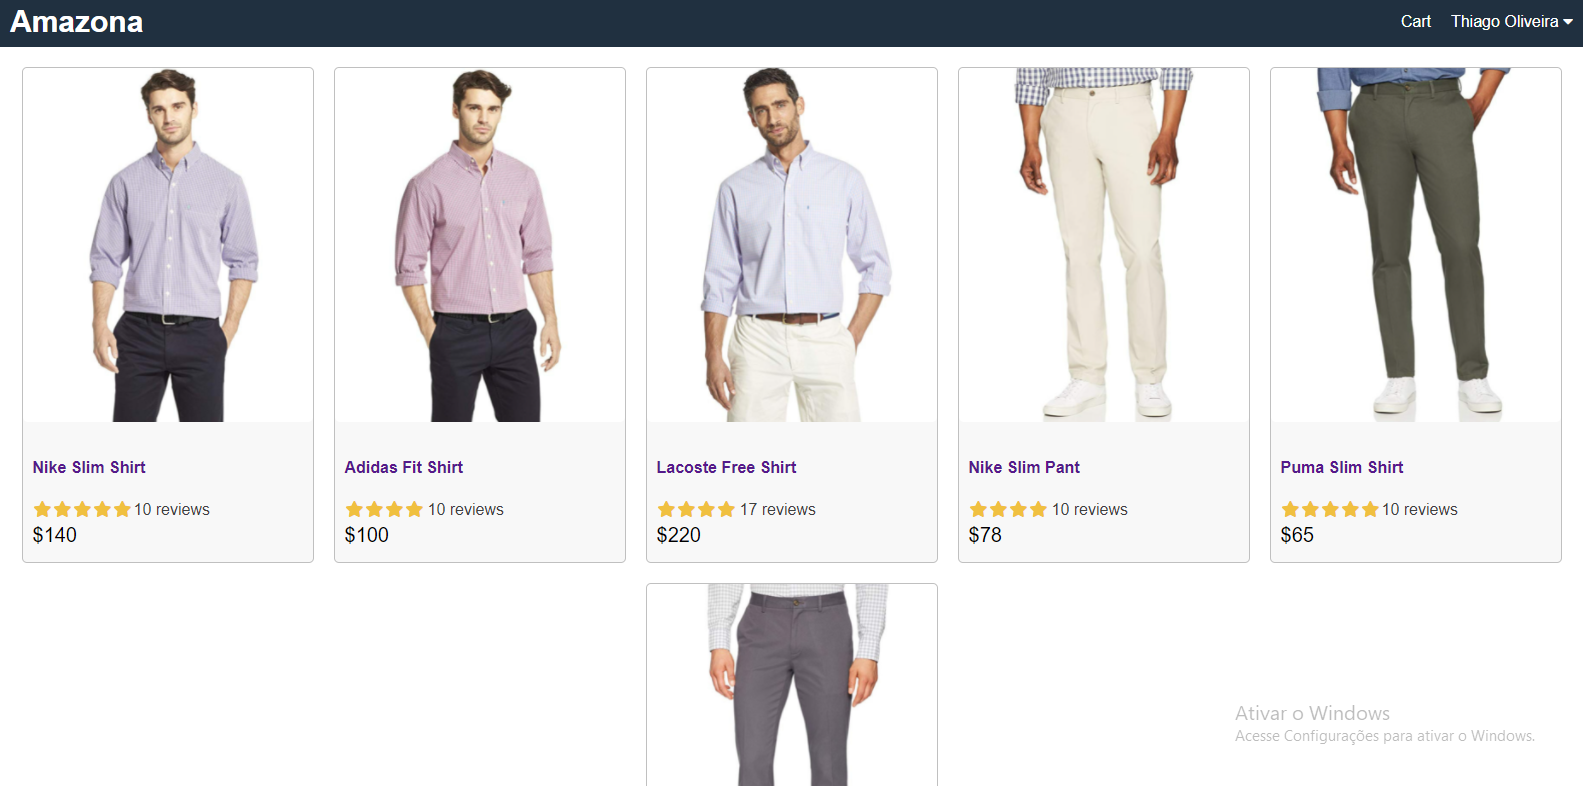 Amazona
Cart
Thiago Oliveira
Nike Slim Shirt
10 reviews
$140
Adidas Fit Shirt
10 reviews
$100
Lacoste Free Shirt
17 reviews
$220
Nike Slim Pant
10 reviews
$78
Puma Slim Shirt
10 reviews
$65
Ativar o Windows
Acesse Configurações para ativar o Windows.